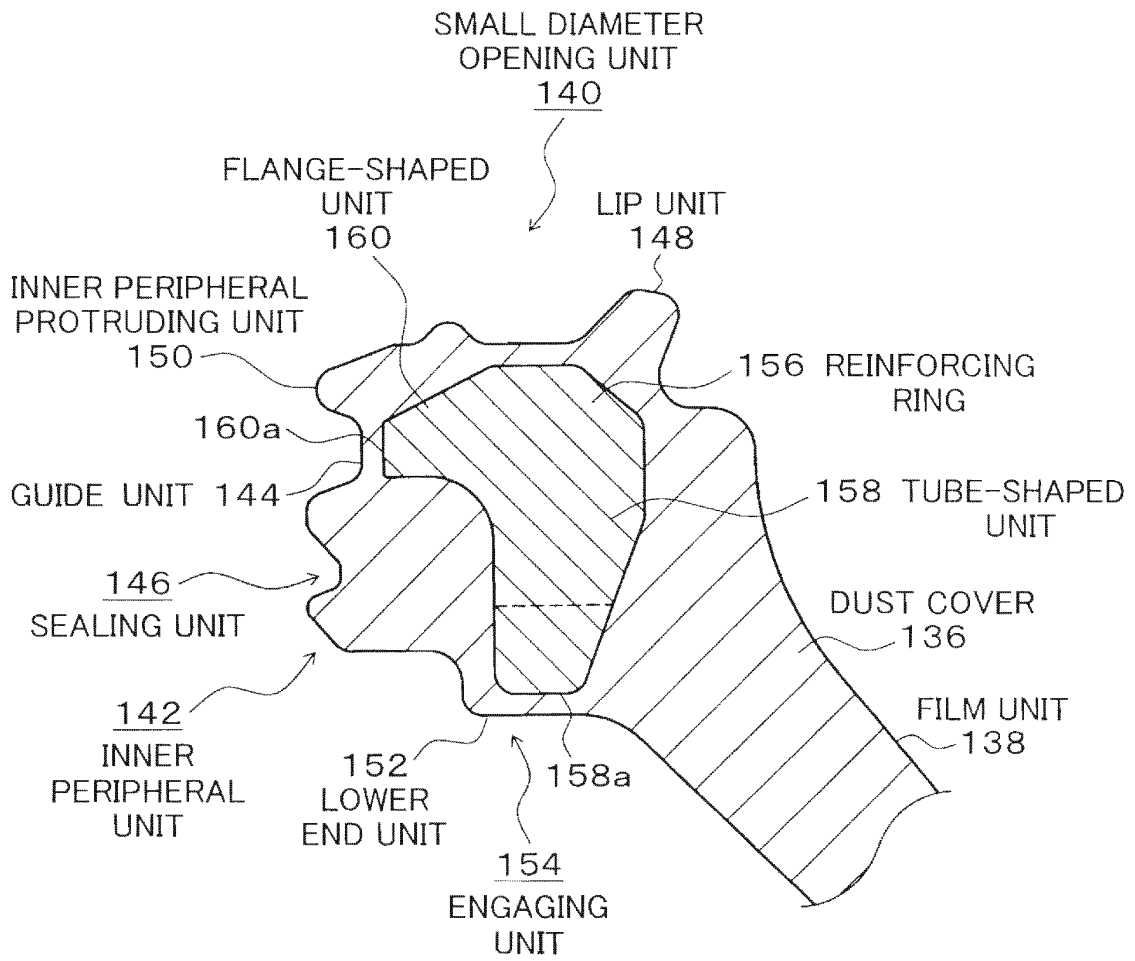 SMALL DIAMETER
OPENING UNIT
140
FLANGE-SHAPED
UNIT
160
LIP UNIT
148
INNER PERIPHERAL
PROTRUDING UNIT
150
156 REINFORCING
RING
160a
GUIDE UNIT 144
158 TUBE-SHAPED
UNIT
146
SEALING UNIT
DUST COVER
136
142
INNER
PERIPHERAL
UNIT
FILM UNIT
138
152
LOWER
END UNIT
158a
154
ENGAGING
UNIT